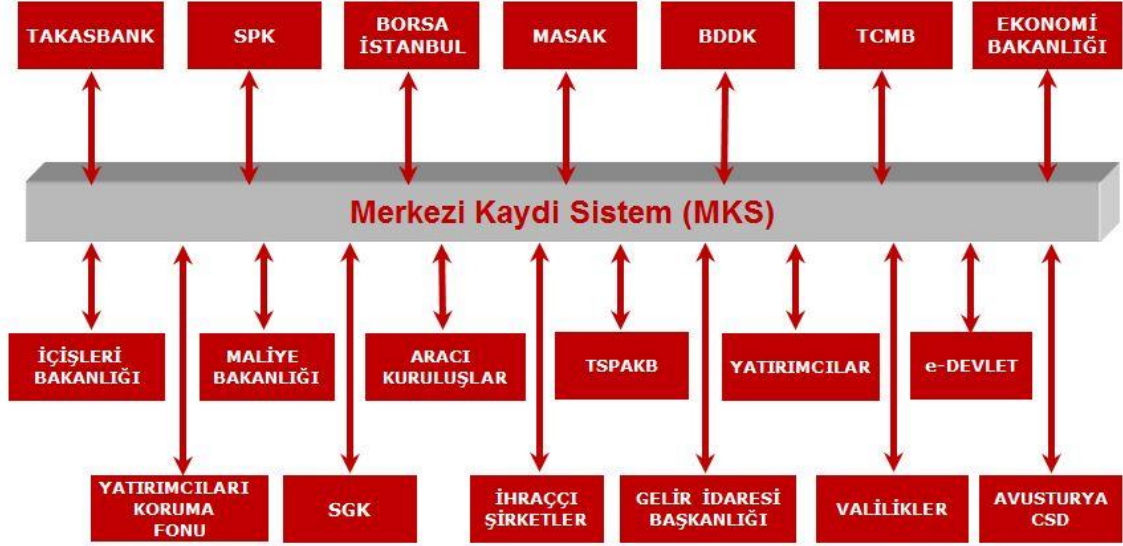 TAKASBANK
SPK
BORSA
İSTANBUL
MASAK
BDDK
TCMB
EKONOMİ
BAKANLIĞI
Merkezi Kaydi Sistem (MKS)
İÇİŞLERİ
BAKANLIĞI
MALİYE
BAKANLIĞI
ARACI
KURULUŞLAR
TSPAKB
YATIRIMCILAR
e-DEVLET
YATIRIMCILARI
KORUMA
FONU
SGK
İHRAÇÇI
ŞİRKETLER
GELİR İDARESİ
BAŞKANLIĞI
VALİLİKLER
AVUSTURYA
CSD